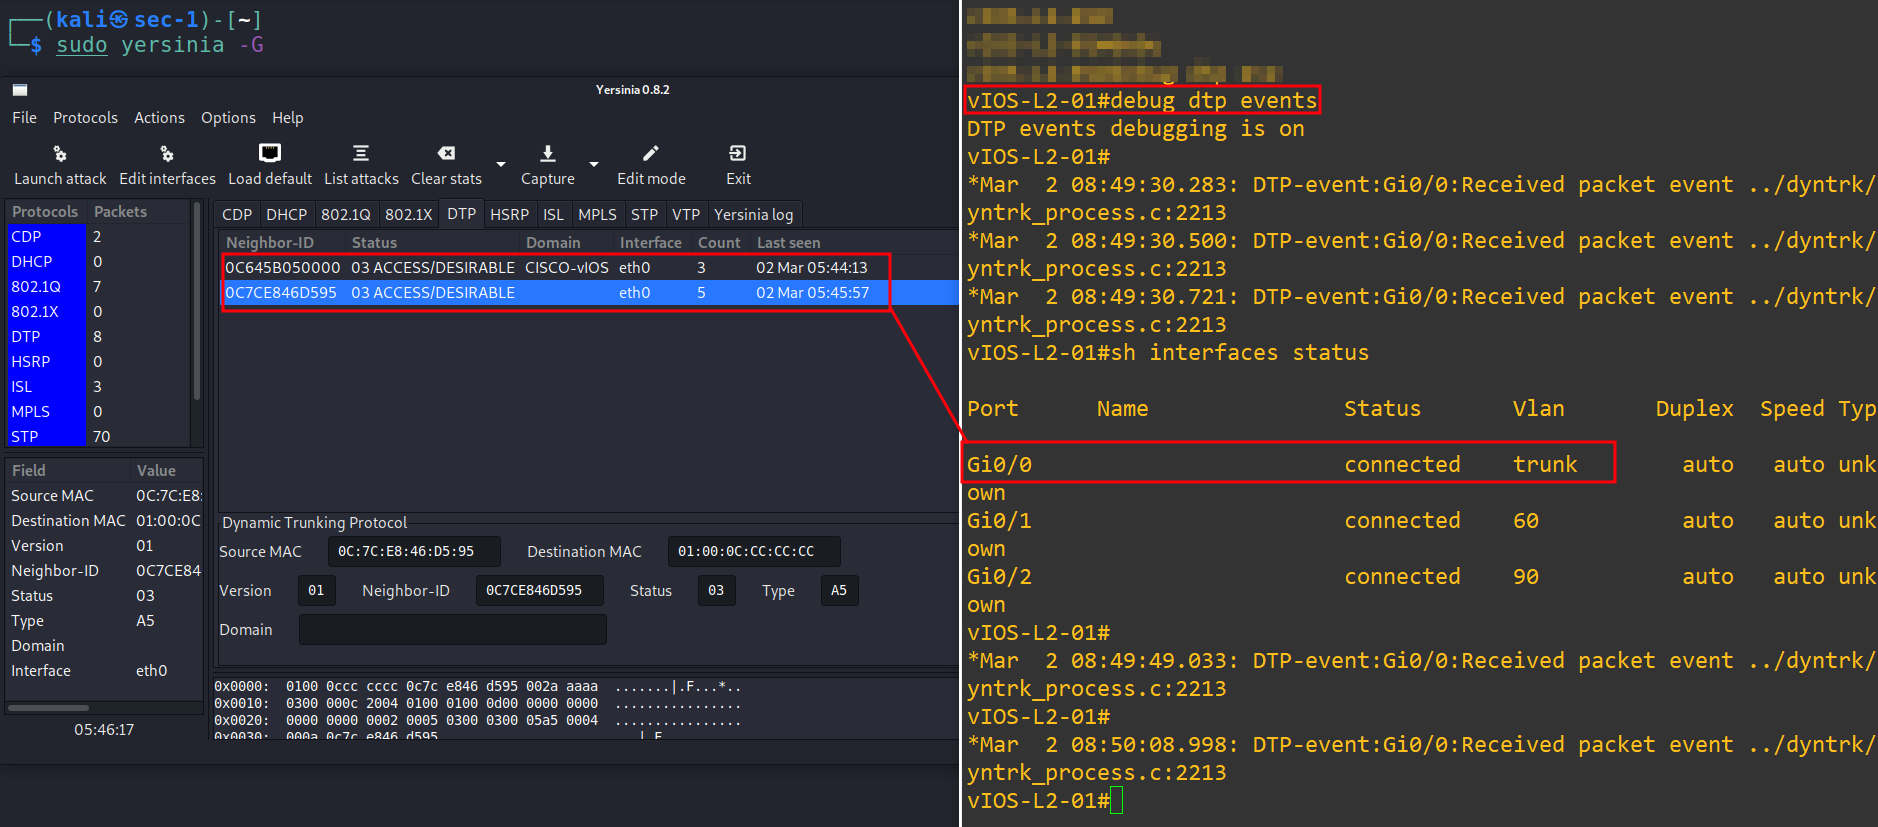 ┌──(kali㉿sec-1)-[~]
└─$ sudo yersinia -G
Yersinia 0.8.2
File Protocols Actions Options Help
Launch attack Edit interfaces Load default List attacks Clear stats Capture Edit mode Exit
Protocols Packets
CDP 2
DHCP 0
802.1Q 7
802.1X 0
DTP 8
HSRP 0
ISL 3
MPLS 0
STP 70
Field Value
Source MAC 0C:7C:E8:
Destination MAC 01:00:0C
Version 01
Neighbor-ID 0C7CE84
Status 03
Type A5
Domain
Interface eth0
05:46:17
CDP DHCP 802.1Q 802.1X DTP HSRP ISL MPLS STP VTP Yersinia log
Neighbor-ID Status Domain Interface Count Last seen
0C645B050000 03 ACCESS/DESIRABLE CISCO-vIOS eth0 3 02 Mar 05:44:13
0C7CE846D595 03 ACCESS/DESIRABLE eth0 5 02 Mar 05:45:57
Dynamic Trunking Protocol
Source MAC 0C:7C:E8:46:D5:95 Destination MAC 01:00:0C:CC:CC:CC
Version 01 Neighbor-ID 0C7CE846D595 Status 03 Type A5
Domain
0x0000: 0100 0ccc cccc 0c7c e846 d595 002a aaaa .......|.F...*..
0x0010: 0300 000c 2004 0100 0100 0d00 0000 0000 ................
0x0020: 0000 0000 0002 0005 0300 0300 05a5 0004 ................
0x0030: 000a 0c7c e846 d595 ...|.F..
vIOS-L2-01#debug dtp events
DTP events debugging is on
vIOS-L2-01#
*Mar 2 08:49:30.283: DTP-event:Gi0/0:Received packet event ../dyntrk/
yntrk_process.c:2213
*Mar 2 08:49:30.500: DTP-event:Gi0/0:Received packet event ../dyntrk/
yntrk_process.c:2213
*Mar 2 08:49:30.721: DTP-event:Gi0/0:Received packet event ../dyntrk/
yntrk_process.c:2213
vIOS-L2-01#sh interfaces status
Port Name Status Vlan Duplex Speed Typ
Gi0/0 connected trunk auto auto unk
own
Gi0/1 connected 60 auto auto unk
own
Gi0/2 connected 90 auto auto unk
own
vIOS-L2-01#
*Mar 2 08:49:49.033: DTP-event:Gi0/0:Received packet event ../dyntrk/
yntrk_process.c:2213
vIOS-L2-01#
*Mar 2 08:50:08.998: DTP-event:Gi0/0:Received packet event ../dyntrk/
yntrk_process.c:2213
vIOS-L2-01#